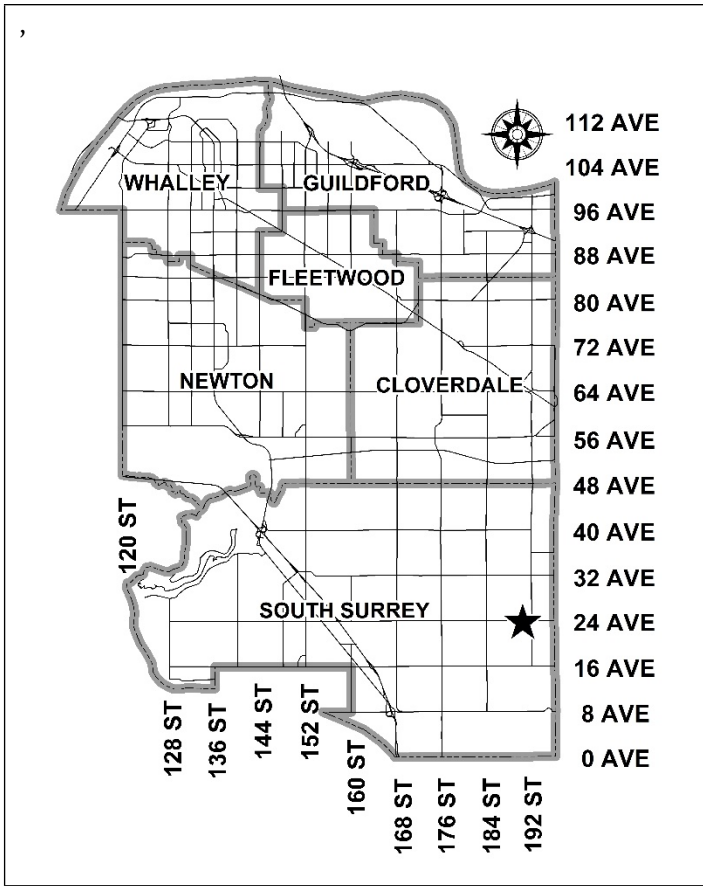 ,
112 AVE
104 AVE
WHALLEY
GUILDFORD
96 AVE
88 AVE
FLEETWOOD
80 AVE
72 AVE
NEWTON
CLOVERDALE
64 AVE
56 AVE
48 AVE
120 ST
40 AVE
32 AVE
SOUTH SURREY
24 AVE
16 AVE
128 ST
136 ST
144 ST
152 ST
8 AVE
160 ST
0 AVE
168 ST
176 ST
184 ST
192 ST